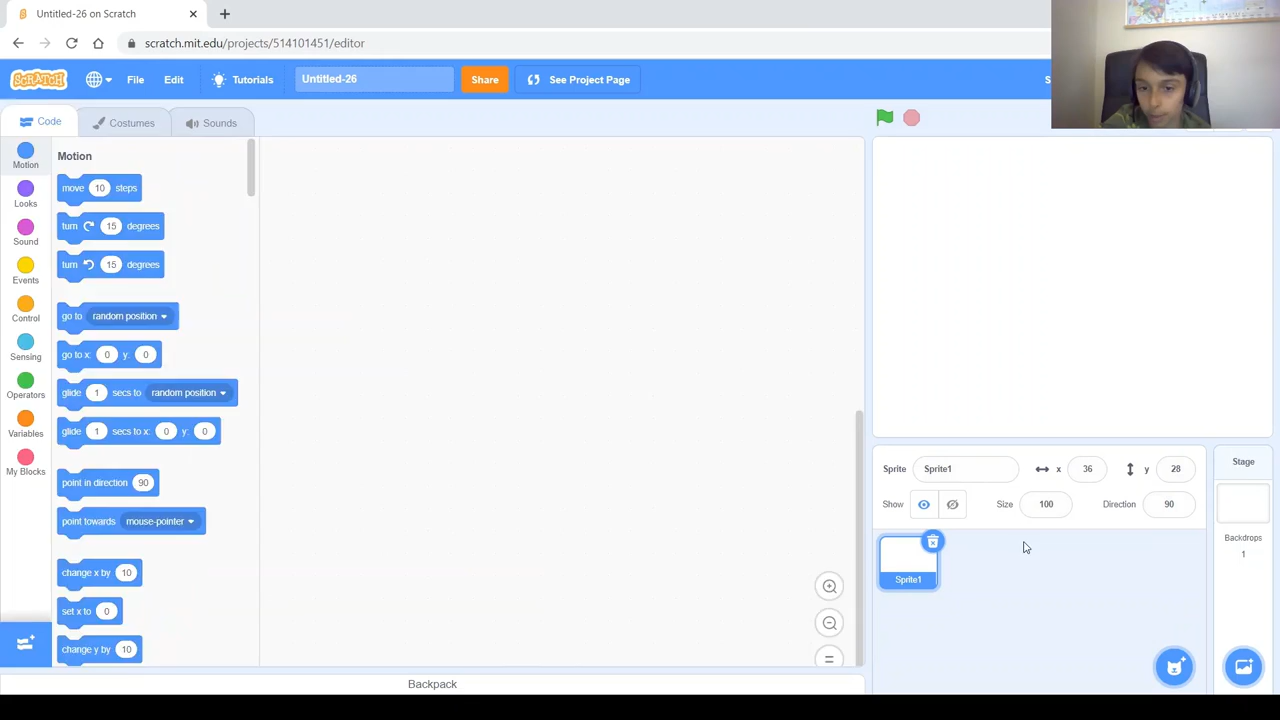 Untitled-26 on Scratch
scratch.mit.edu/projects/514101451/editor
SCRATCH File Edit Tutorials Untitled-26 Share See Project Page S
Code Costumes Sounds
Motion
Looks
Sound
Events
Control
Sensing
Operators
Variables
My Blocks
Motion
move 10 steps
turn 15 degrees
turn 15 degrees
go to random position
go to x: 0 y: 0
glide 1 secs to random position
glide 1 secs to x: 0 y: 0
point in direction 90
point towards mouse-pointer
change x by 10
set x to 0
change y by 10
Sprite Sprite1 x 36 y 28
Show Size 100 Direction 90
Sprite1
Stage
Backdrops
1
Backpack